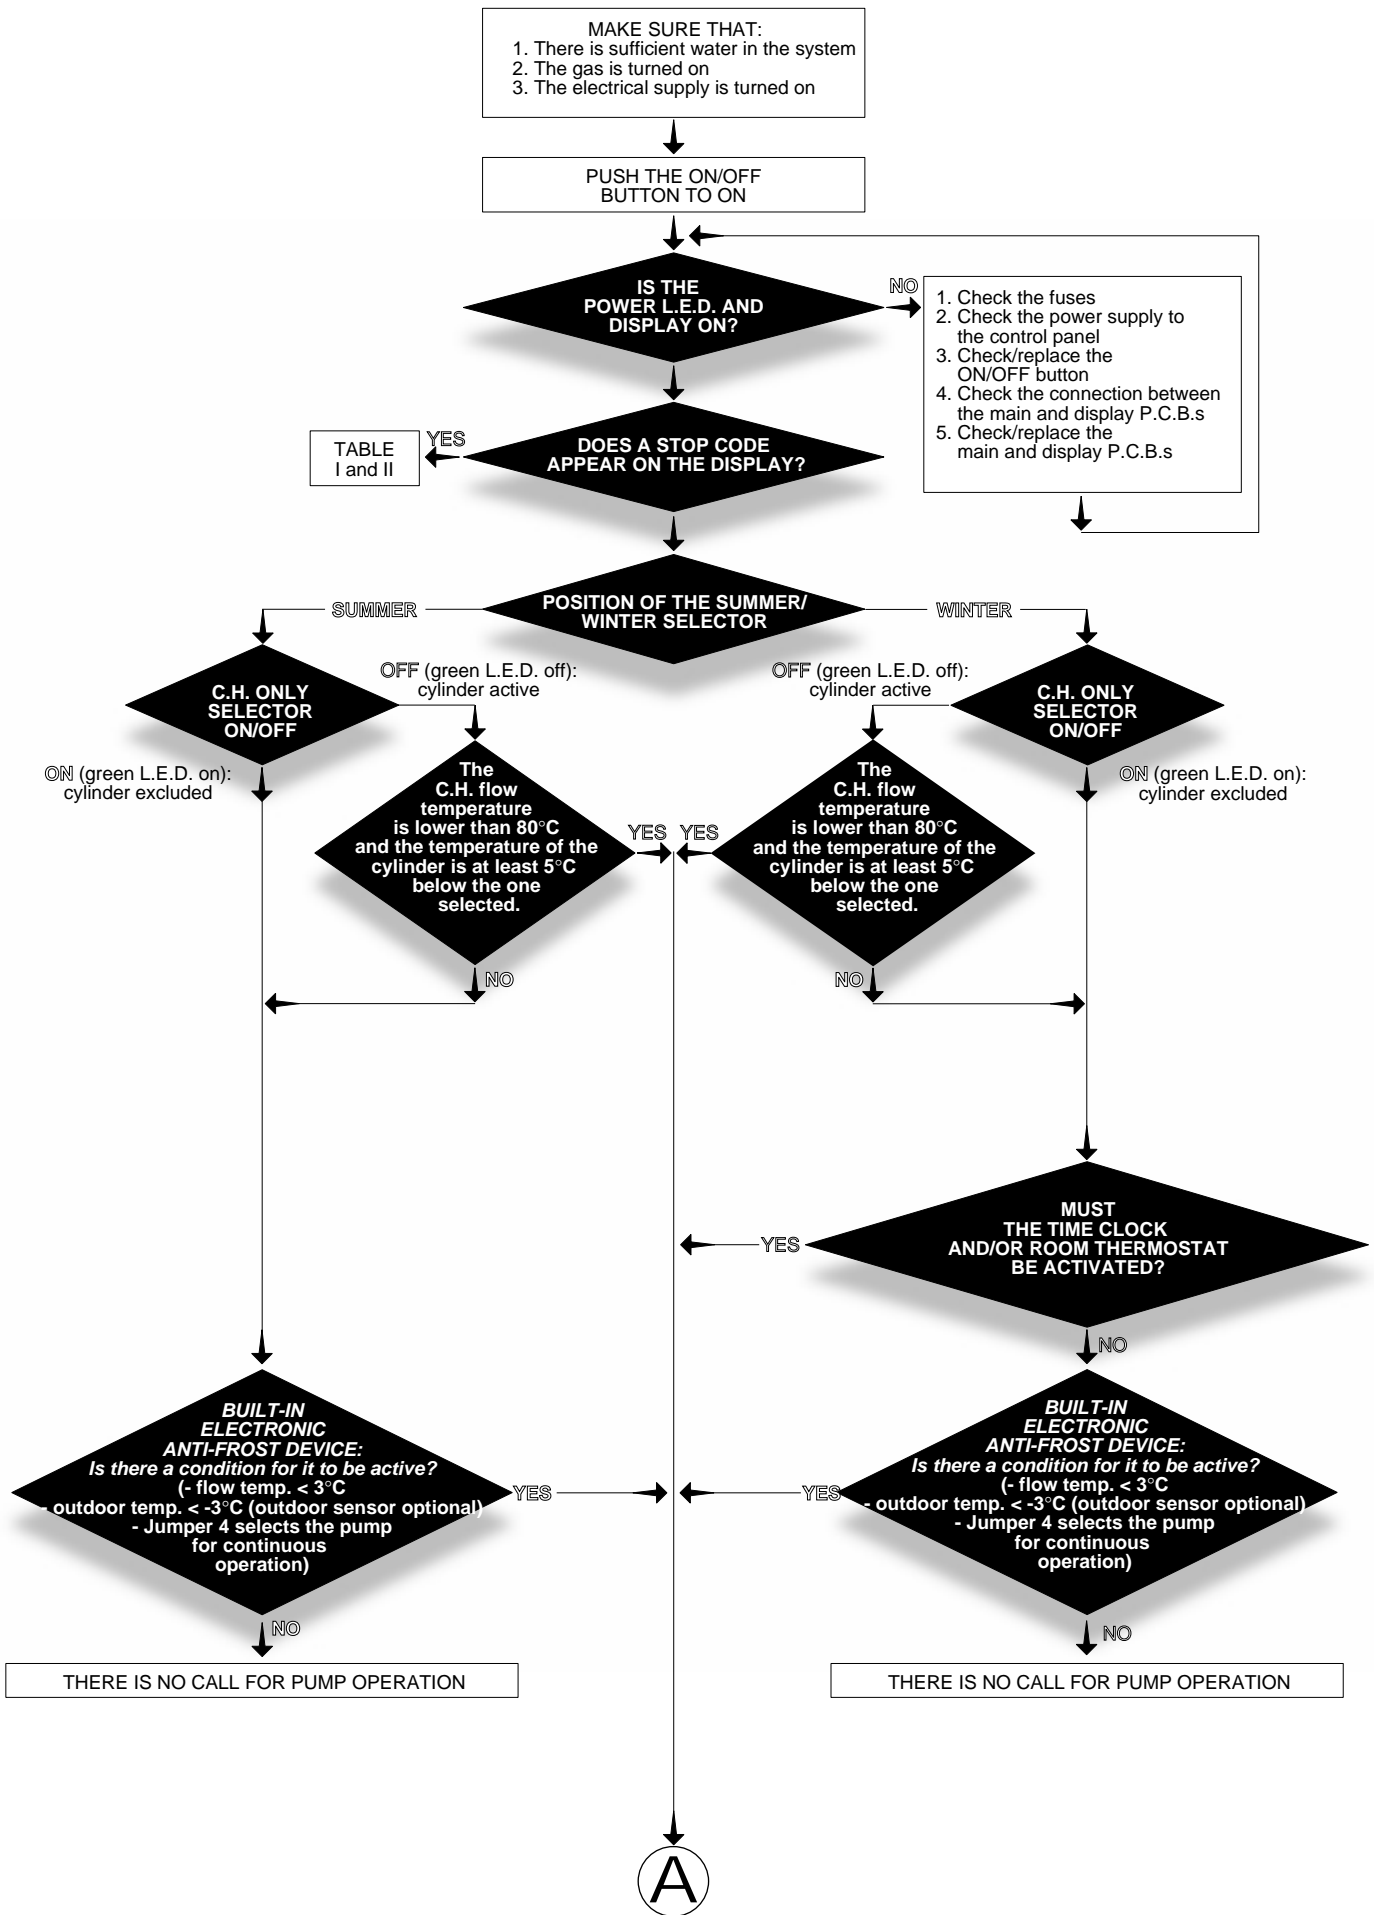 MAKE SURE THAT:
1. There is sufficient water in the system
2. The gas is turned on
3. The electrical supply is turned on
PUSH THE ON/OFF
BUTTON TO ON
IS THE
POWER L.E.D. AND
DISPLAY ON?
NO
1. Check the fuses
2. Check the power supply to
the control panel
3. Check/replace the
ON/OFF button
4. Check the connection between
the main and display P.C.B.s
5. Check/replace the
main and display P.C.B.s
DOES A STOP CODE
APPEAR ON THE DISPLAY?
YES
TABLE
I and II
POSITION OF THE SUMMER/
WINTER SELECTOR
SUMMER
WINTER
C.H. ONLY
SELECTOR
ON/OFF
OFF (green L.E.D. off):
cylinder active
ON (green L.E.D. on):
cylinder excluded
The
C.H. flow
temperature
is lower than 80°C
and the temperature of the
cylinder is at least 5°C
below the one
selected.
YES
NO
OFF (green L.E.D. off):
cylinder active
C.H. ONLY
SELECTOR
ON/OFF
ON (green L.E.D. on):
cylinder excluded
The
C.H. flow
temperature
is lower than 80°C
and the temperature of the
cylinder is at least 5°C
below the one
selected.
YES
NO
MUST
THE TIME CLOCK
AND/OR ROOM THERMOSTAT
BE ACTIVATED?
YES
NO
BUILT-IN
ELECTRONIC
ANTI-FROST DEVICE:
Is there a condition for it to be active?
(- flow temp. < 3°C
- outdoor temp. < -3°C (outdoor sensor optional)
- Jumper 4 selects the pump
for continuous
operation)
YES
NO
THERE IS NO CALL FOR PUMP OPERATION
BUILT-IN
ELECTRONIC
ANTI-FROST DEVICE:
Is there a condition for it to be active?
(- flow temp. < 3°C
- outdoor temp. < -3°C (outdoor sensor optional)
- Jumper 4 selects the pump
for continuous
operation)
YES
NO
THERE IS NO CALL FOR PUMP OPERATION
A